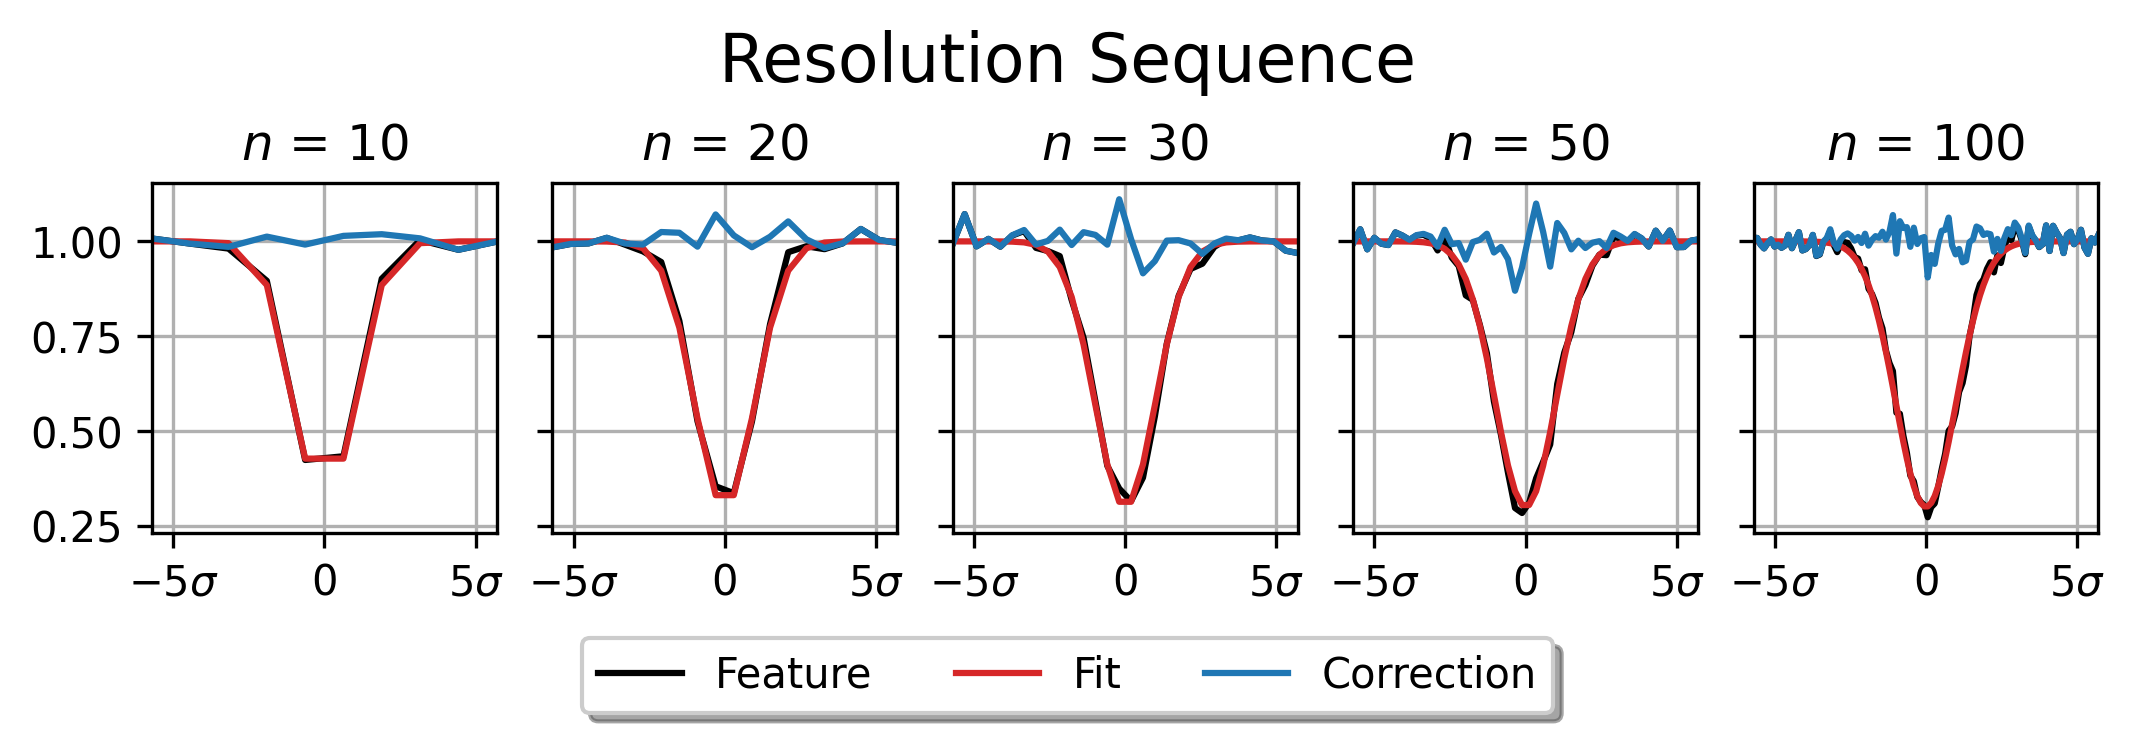 Resolution Sequence
n = 10 n = 20 n = 30 n = 50 n = 100
1.00
0.75
0.50
0.25
−5σ 0 5σ −5σ 0 5σ −5σ 0 5σ −5σ 0 5σ −5σ 0 5σ
Feature Fit Correction